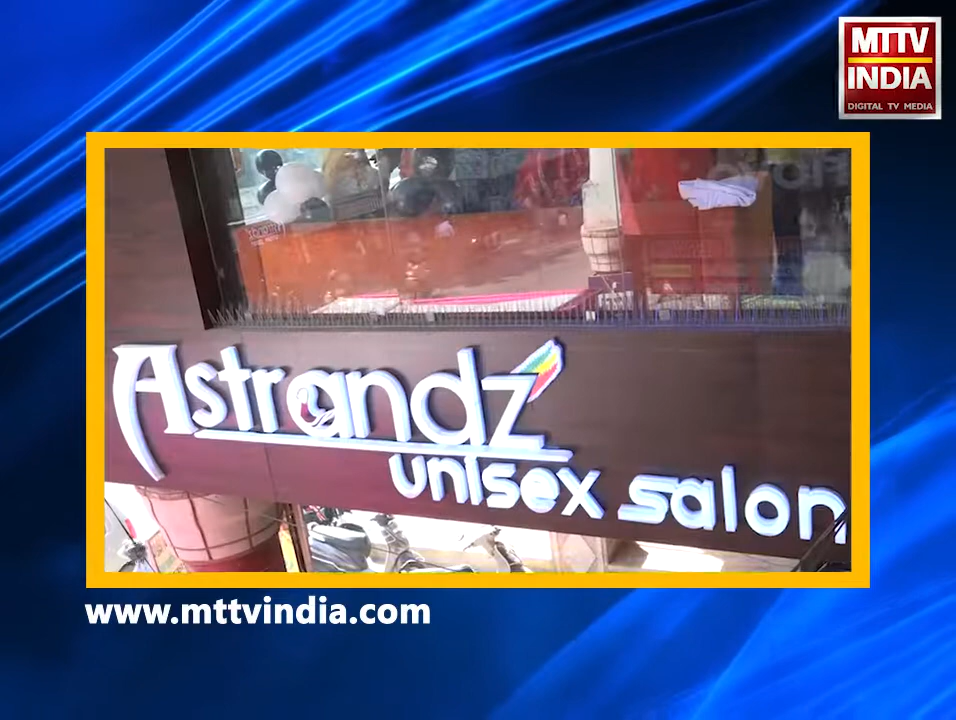 MTTV
INDIA
DIGITAL TV MEDIA
Astrandz
unisex salon
www.mttvindia.com